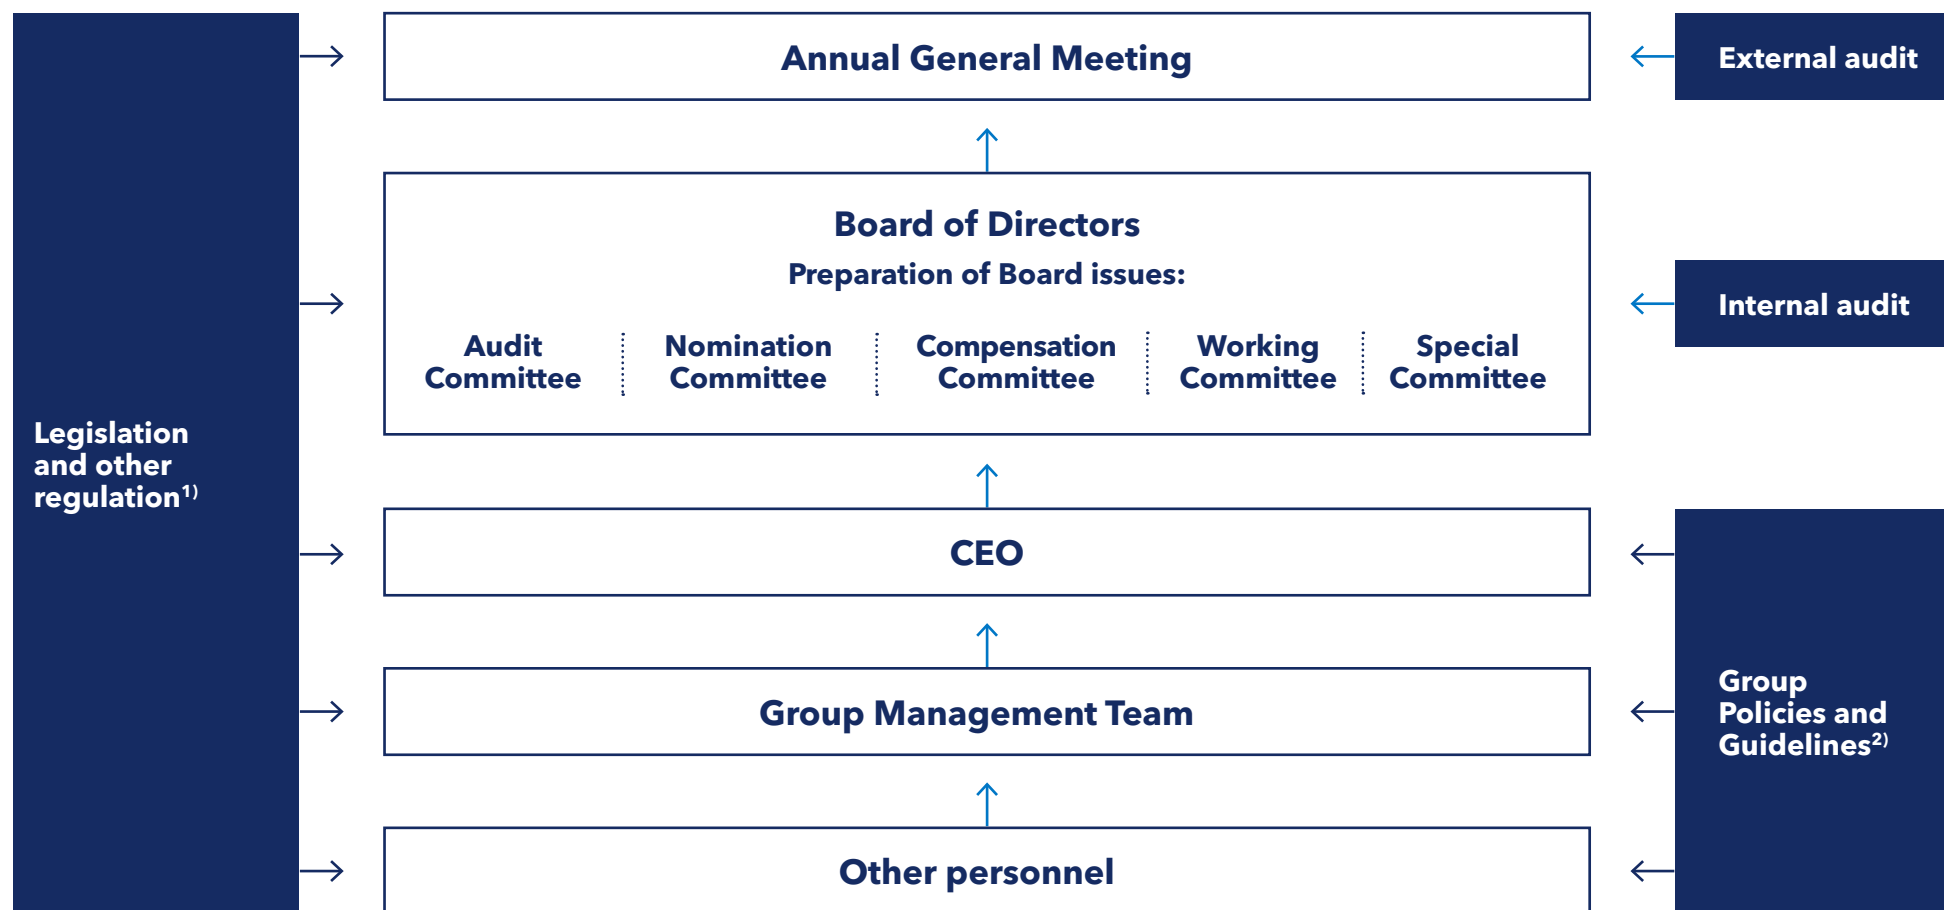 Legislation
and other
regulation1)
Annual General Meeting
External audit
Board of Directors
Preparation of Board issues:
Audit
Committee
Nomination
Committee
Compensation
Committee
Working
Committee
Special
Committee
Internal audit
CEO
Group Management Team
Other personnel
Group
Policies and
Guidelines2)